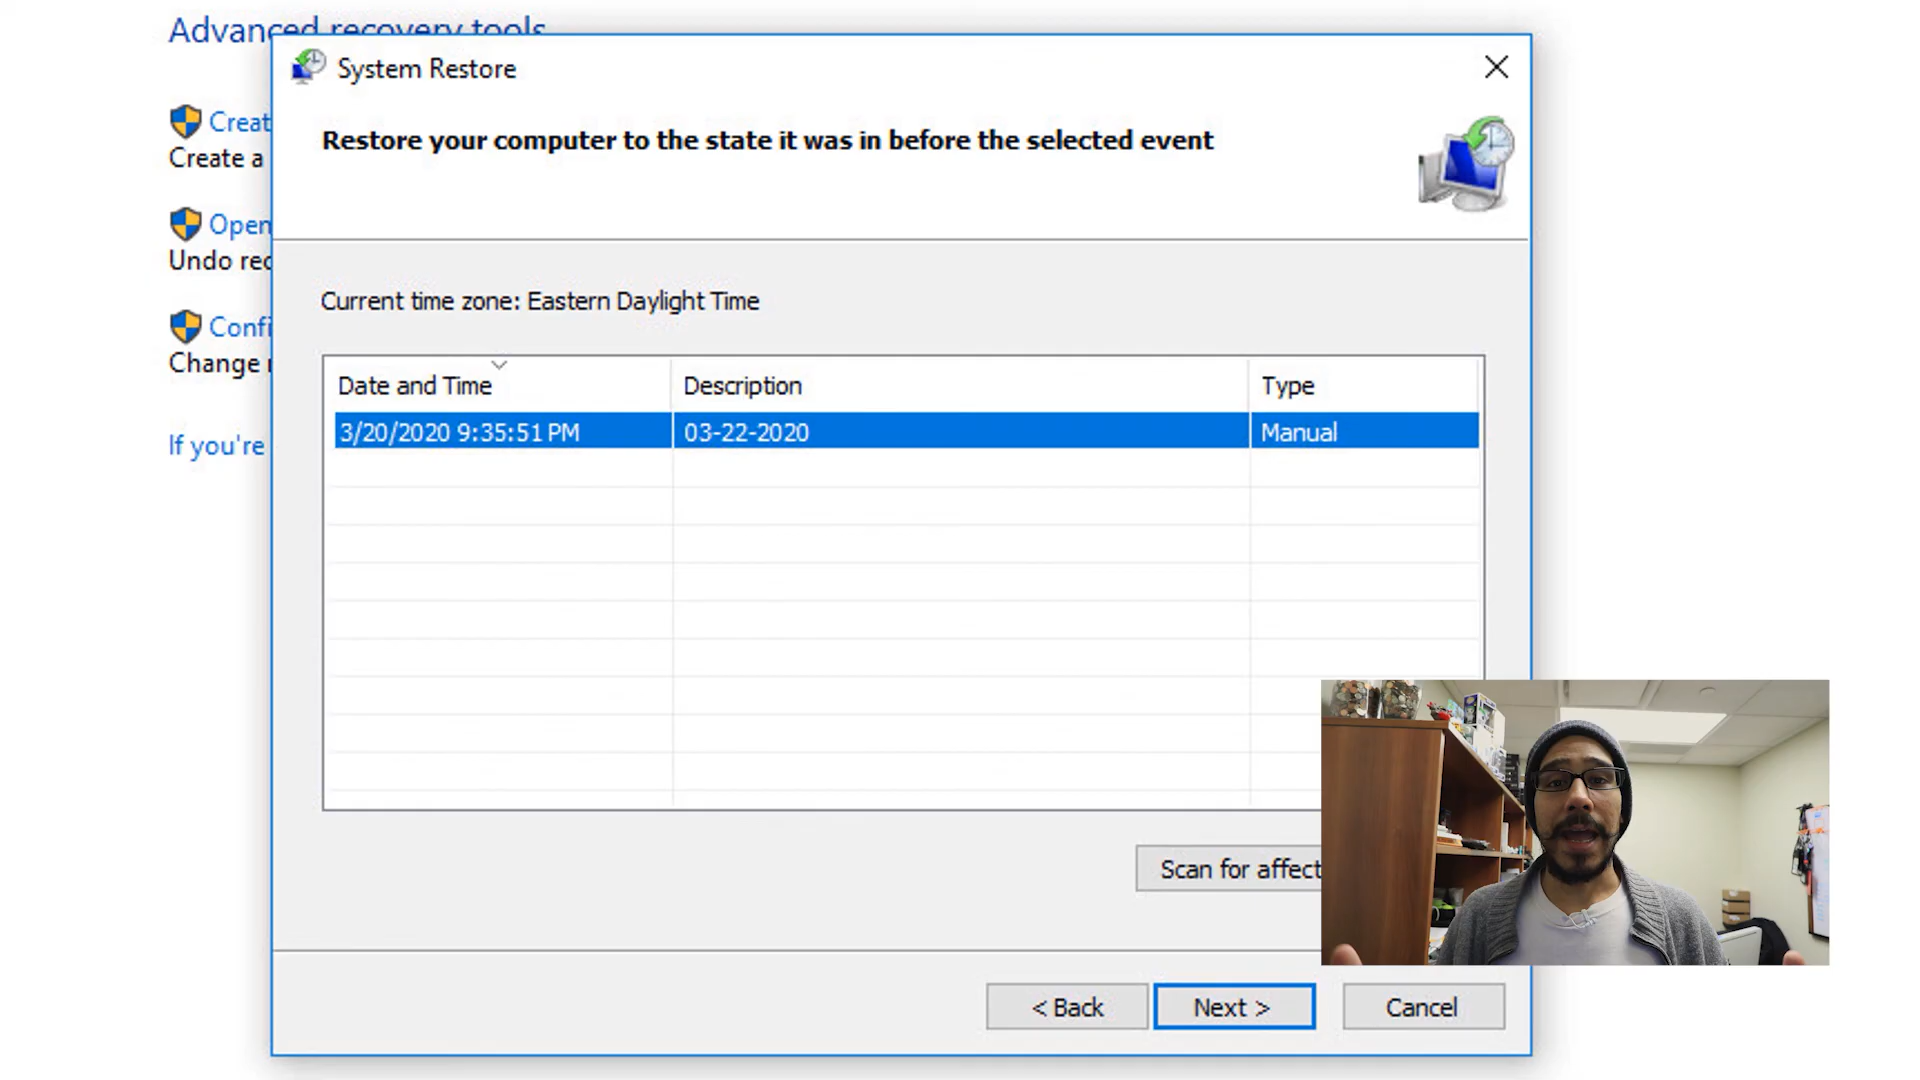 Advanced recovery tools
System Restore
Creat
Restore your computer to the state it was in before the selected event
Create a
Open
Undo rec
Current time zone: Eastern Daylight Time
Confi
Change
Date and Time Description Type
3/20/2020 9:35:51 PM 03-22-2020 Manual
If you're
Scan for affect
< Back Next > Cancel